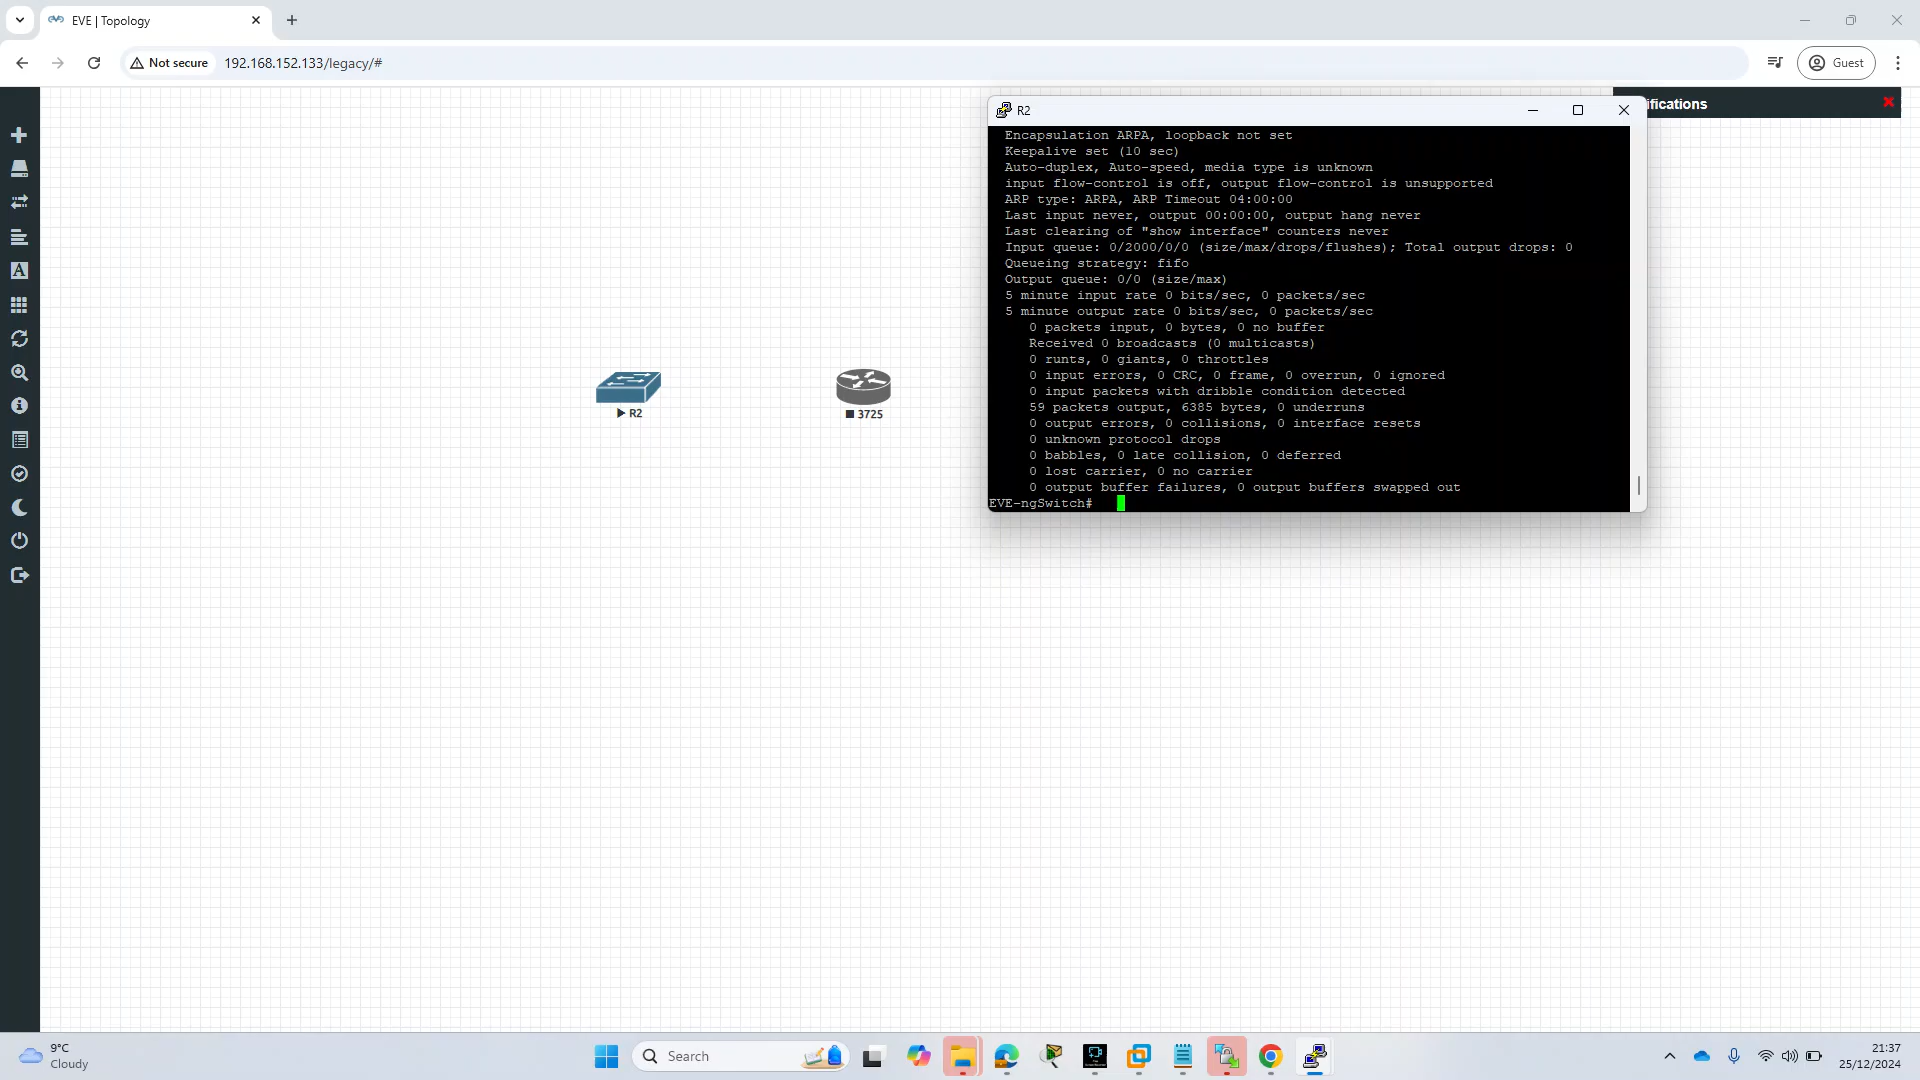 EVE | Topology
Not secure
192.168.152.133/legacy/#
Guest
R2
Encapsulation ARPA, loopback not set
Keepalive set (10 sec)
Auto-duplex, Auto-speed, media type is unknown
input flow-control is off, output flow-control is unsupported
ARP type: ARPA, ARP Timeout 04:00:00
Last input never, output 00:00:00, output hang never
Last clearing of "show interface" counters never
Input queue: 0/2000/0/0 (size/max/drops/flushes); Total output drops: 0
Queueing strategy: fifo
Output queue: 0/0 (size/max)
5 minute input rate 0 bits/sec, 0 packets/sec
5 minute output rate 0 bits/sec, 0 packets/sec
0 packets input, 0 bytes, 0 no buffer
Received 0 broadcasts (0 multicasts)
0 runts, 0 giants, 0 throttles
0 input errors, 0 CRC, 0 frame, 0 overrun, 0 ignored
0 input packets with dribble condition detected
59 packets output, 6385 bytes, 0 underruns
0 output errors, 0 collisions, 0 interface resets
0 unknown protocol drops
0 babbles, 0 late collision, 0 deferred
0 lost carrier, 0 no carrier
0 output buffer failures, 0 output buffers swapped out
EVE-ngSwitch#
ifications
R2
3725
9°C
Cloudy
Search
21:37
25/12/2024